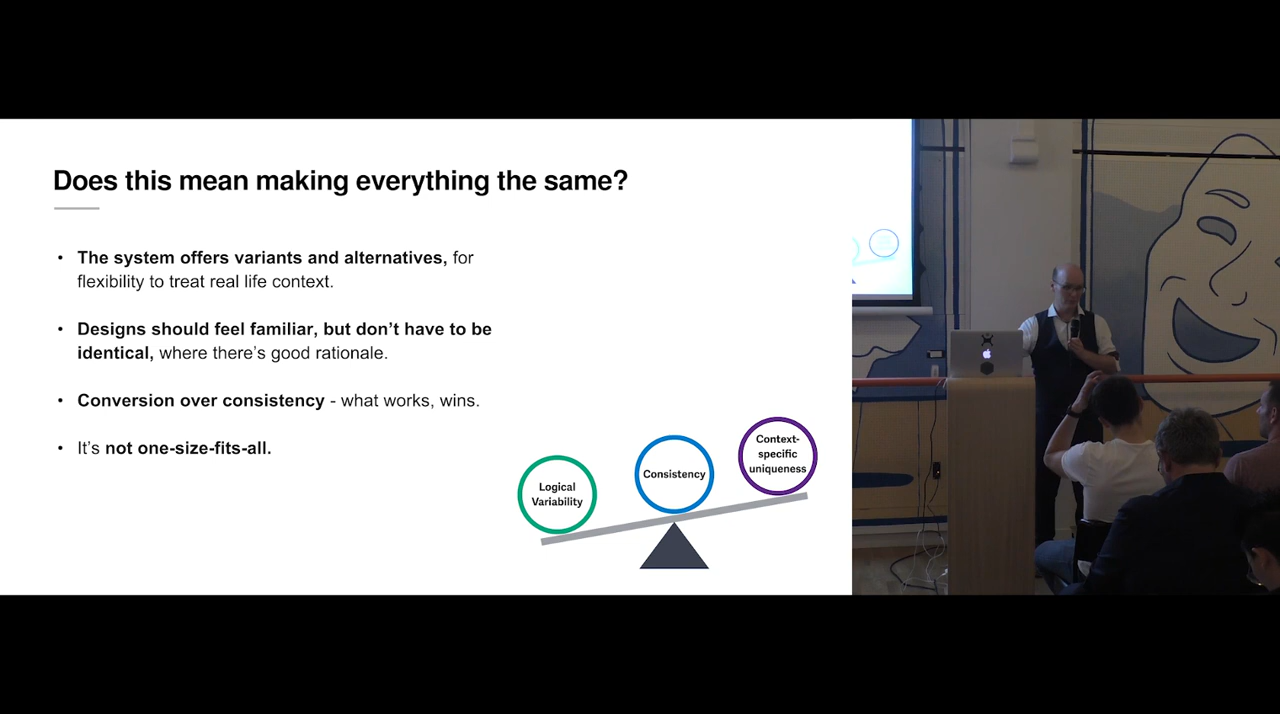 Does this mean making everything the same?
• The system offers variants and alternatives, for
flexibility to treat real life context.
• Designs should feel familiar, but don’t have to be
identical, where there’s good rationale.
• Conversion over consistency - what works, wins.
• It’s not one-size-fits-all.
Logical
Variability
Consistency
Context-
specific
uniqueness